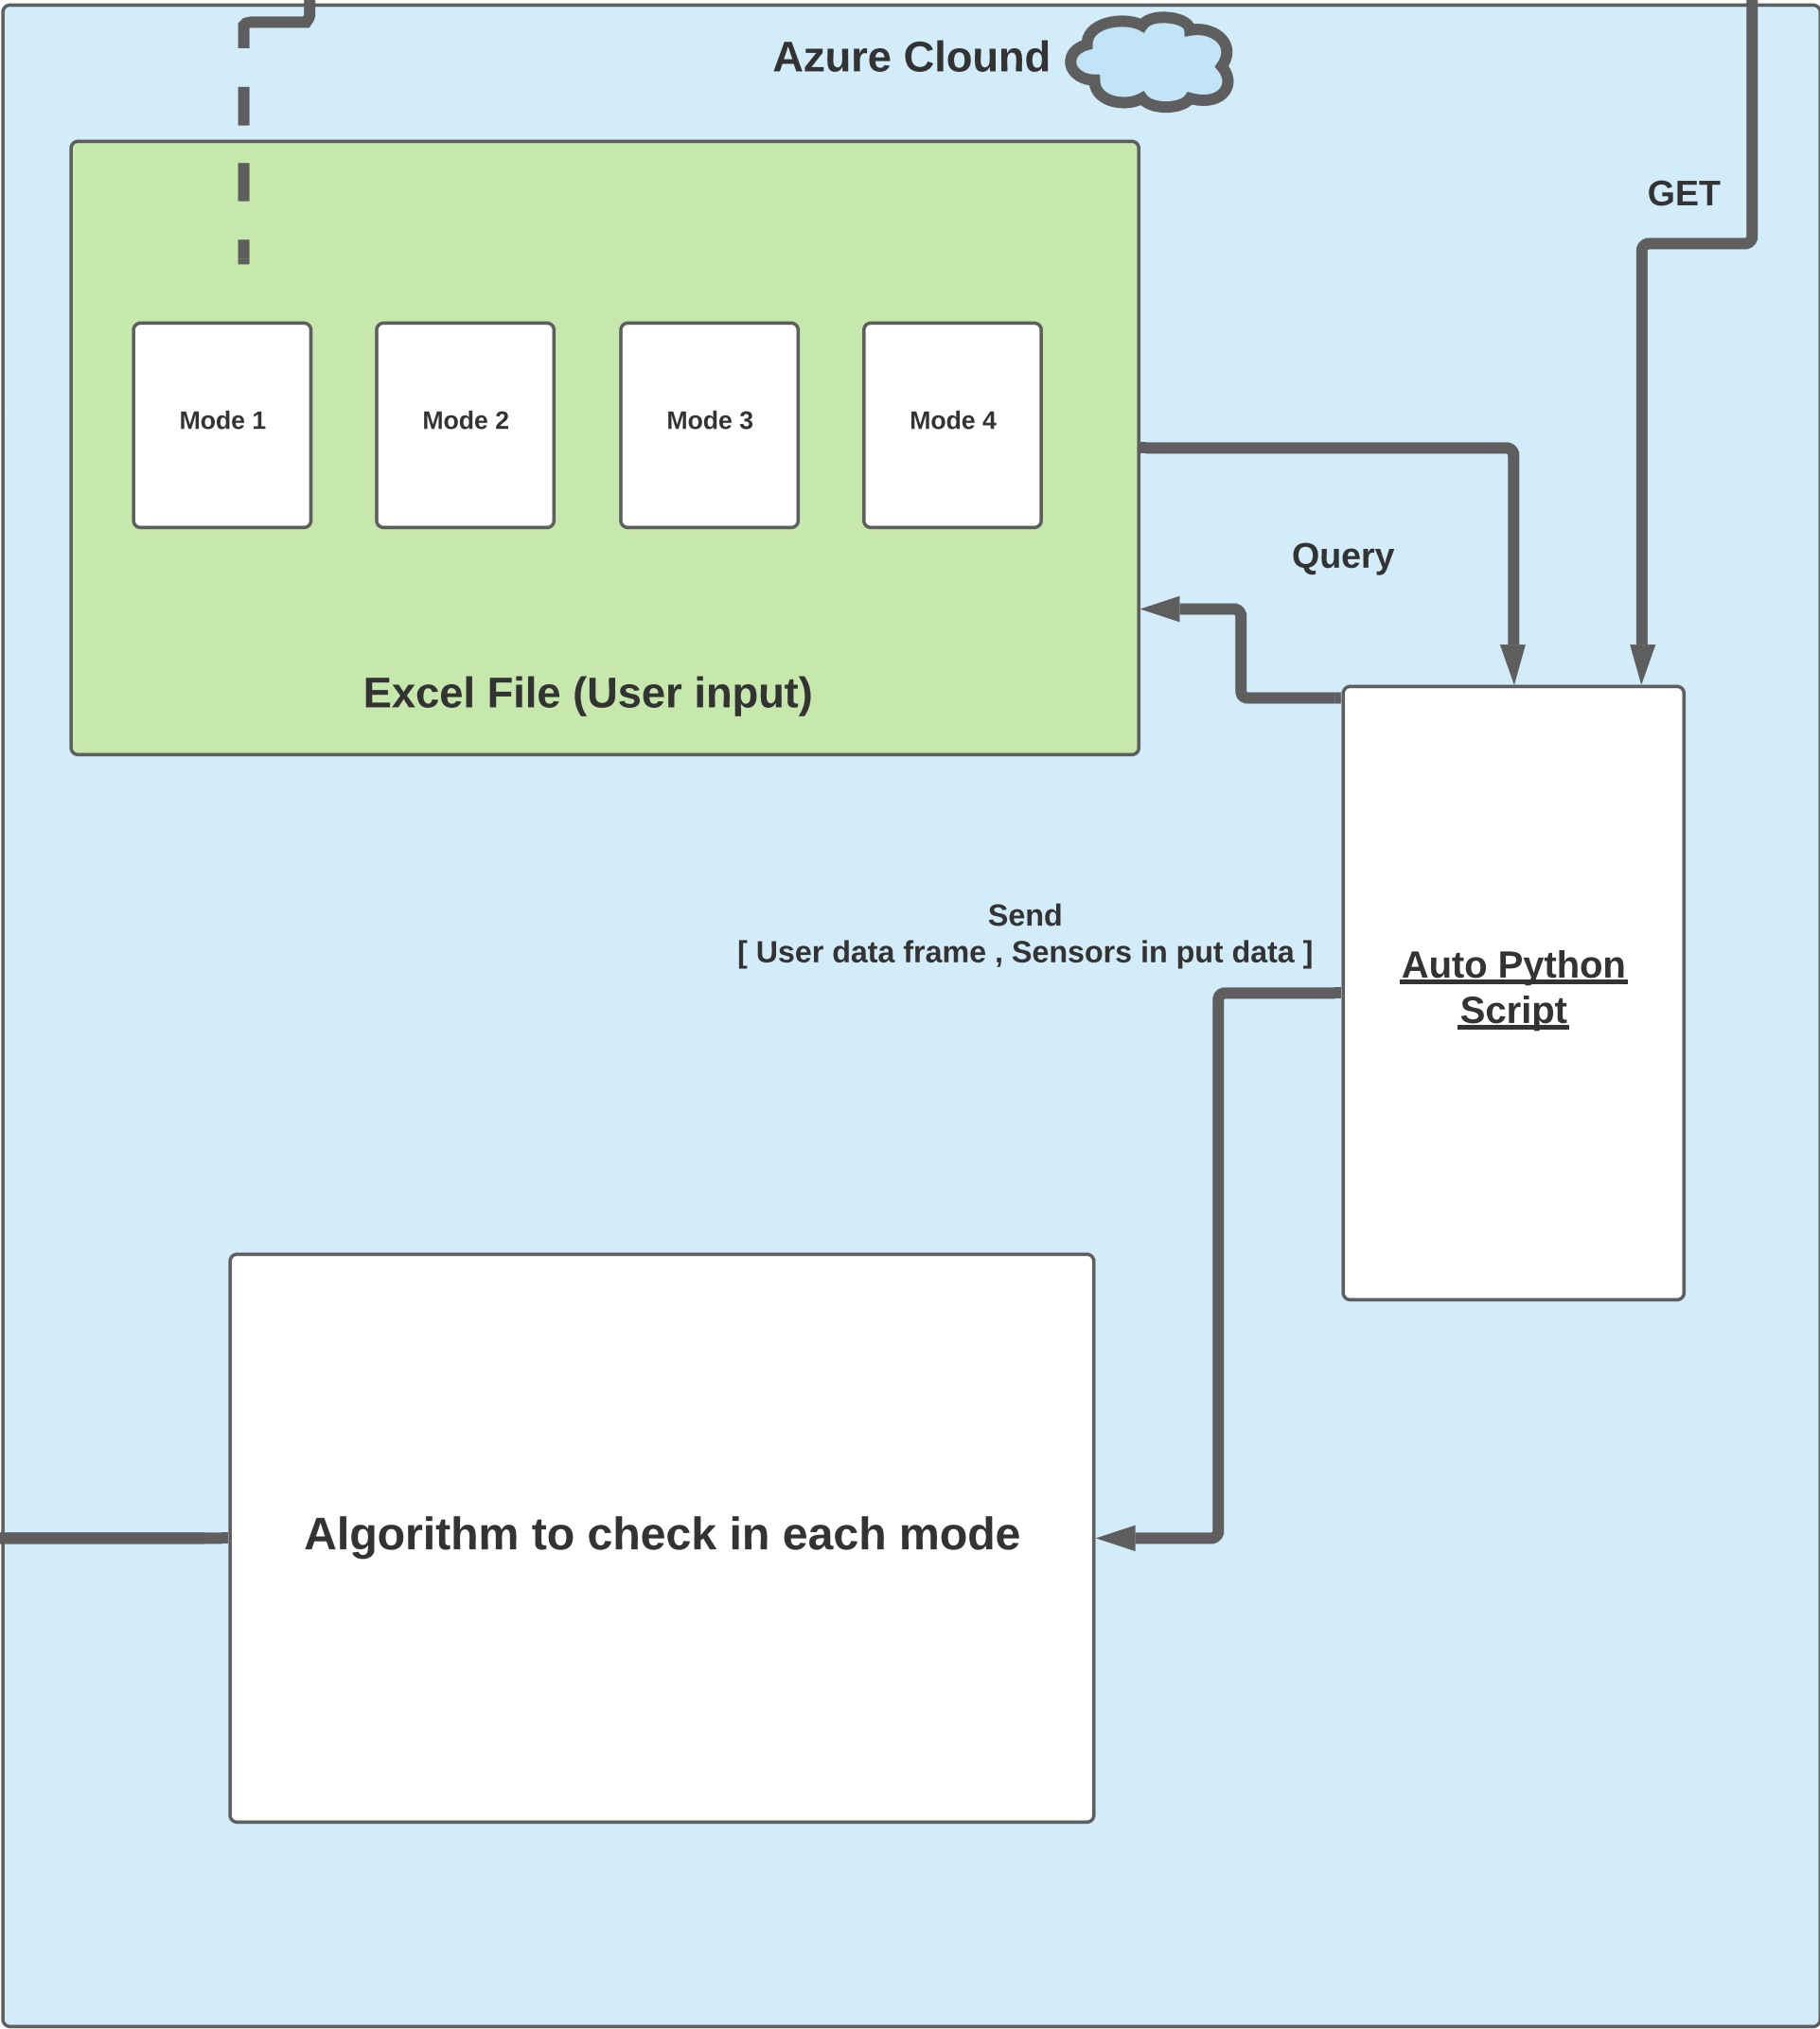 Azure Clound
GET
Mode 1
Mode 2
Mode 3
Mode 4
Query
Excel File (User input)
Send
[ User data frame , Sensors in put data ]
Auto Python
Script
Algorithm to check in each mode